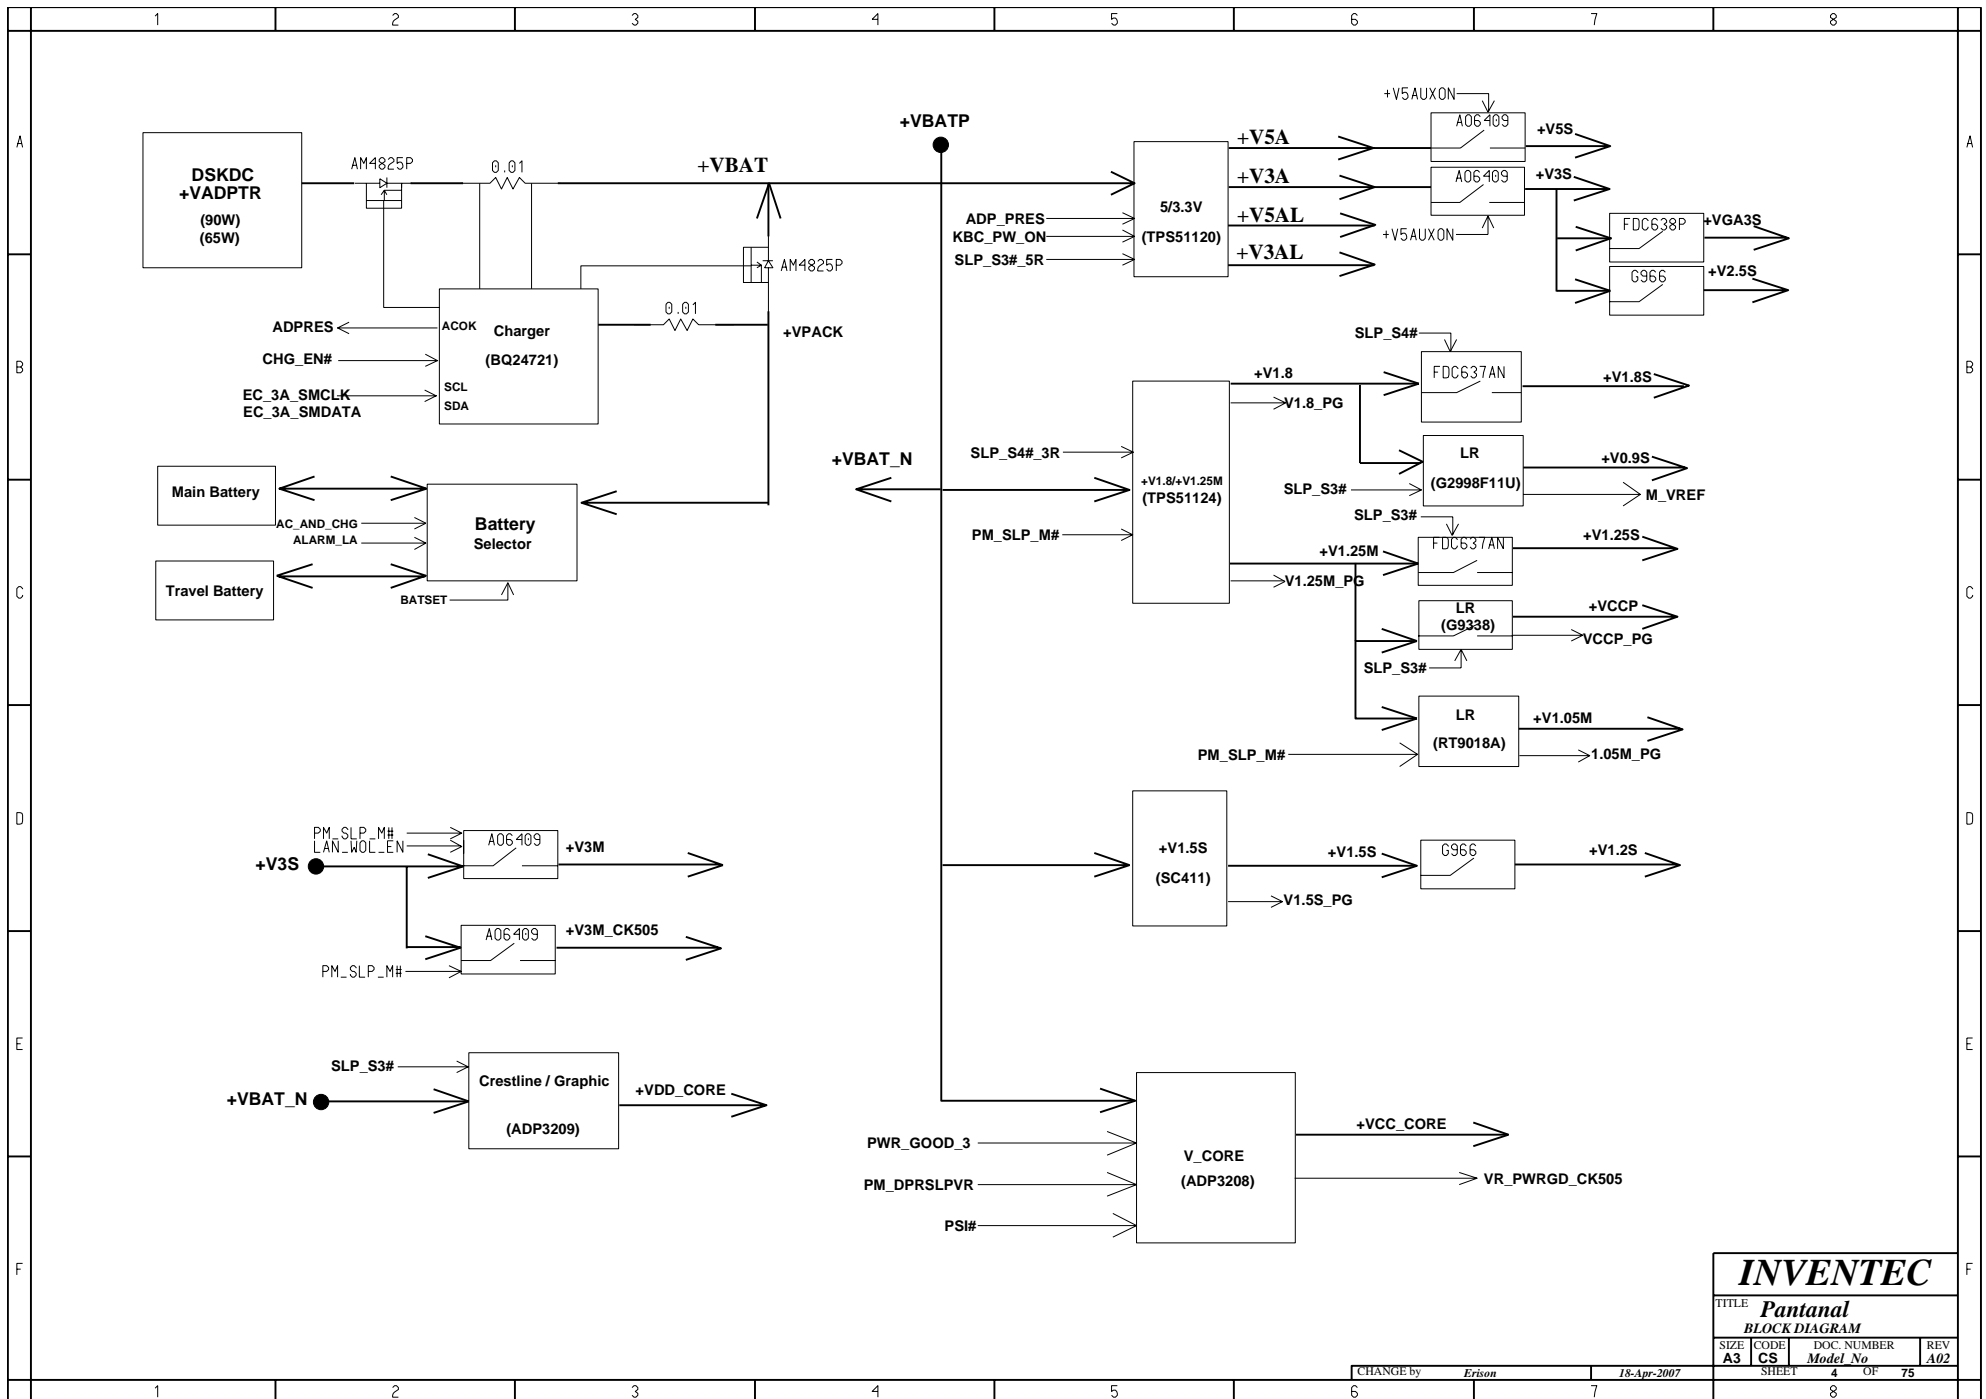 1 2 3 4 5 6 7 8
A
B
C
D
E
F
DSKDC
+VADPTR
(90W)
(65W)
AM4825P
0.01
+VBAT
AM4825P
0.01
+VPACK
ADPRES
CHG_EN#
EC_3A_SMCLK
EC_3A_SMDATA
ACOK
Charger
(BQ24721)
SCL
SDA
Main Battery
AC_AND_CHG
ALARM_LA
Travel Battery
BATSET
Battery
Selector
PM_SLP_M#
LAN_WOL_EN
+V3S
AO6409
+V3M
AO6409
+V3M_CK505
PM_SLP_M#
SLP_S3#
+VBAT_N
Crestline / Graphic
(ADP3209)
+VDD_CORE
+VBATP
+VBAT_N
ADP_PRES
KBC_PW_ON
SLP_S3#_5R
5/3.3V
(TPS51120)
+V5A
+V3A
+V5AL
+V3AL
+V5AUXON
AO6409
+V5S
AO6409
+V3S
+V5AUXON
FDC638P
+VGA3S
G966
+V2.5S
SLP_S4#_3R
PM_SLP_M#
+V1.8/+V1.25M
(TPS51124)
+V1.8
V1.8_PG
SLP_S4#
FDC637AN
+V1.8S
LR
(G2998F11U)
SLP_S3#
+V0.9S
M_VREF
SLP_S3#
+V1.25M
V1.25M_PG
FDC637AN
+V1.25S
LR
(G9338)
+VCCP
VCCP_PG
SLP_S3#
LR
(RT9018A)
PM_SLP_M#
+V1.05M
1.05M_PG
+V1.5S
(SC411)
+V1.5S
V1.5S_PG
G966
+V1.2S
PWR_GOOD_3
PM_DPRSLPVR
PSI#
V_CORE
(ADP3208)
+VCC_CORE
VR_PWRGD_CK505
INVENTEC
TITLE
Pantanal
BLOCK DIAGRAM
SIZE CODE DOC. NUMBER REV
A3 CS Model_No A02
CHANGE by Erison 18-Apr-2007 SHEET 4 OF 75
A
B
C
D
E
F
1 2 3 4 5 6 7 8